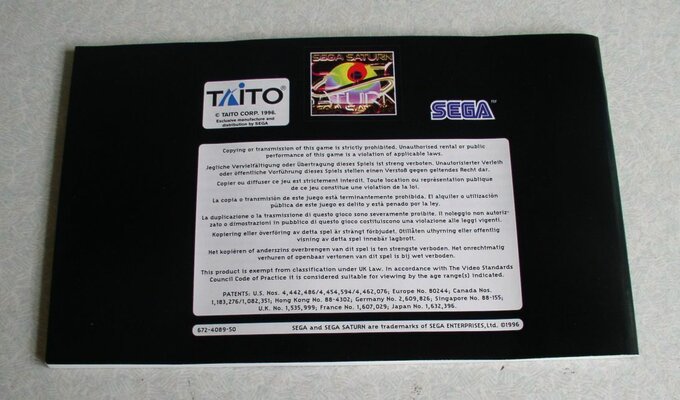 SEGA SATURN
SATURN
TAITO®
© TAITO CORP. 1996.
Exclusive manufacture and
distribution by SEGA
SEGA™
Copying or transmission of this game is strictly prohibited. Unauthorised rental or public
performance of this game is a violation of applicable laws.
Jegliche Vervielfältigung oder Übertragung dieses Spiels ist streng verboten. Unautorisierter Verleih
oder öffentliche Vorführung dieses Spiels stellen einen Verstoß gegen geltendes Recht dar.
Copier ou diffuser ce jeu est strictement interdit. Toute location ou représentation publique
de ce jeu constitue une violation de la loi.
La copia o transmisión de este juego está terminantemente prohibida. El alquiler o utilización
pública de este juego es delito y está penado por la ley.
La duplicazione o la trasmissione di questo gioco sono severamente proibite. Il noleggio non autoriz-
zato o dimostrazioni in pubblico di questo gioco costituiscono una violazione alle leggi vigenti.
Kopiering eller överföring av detta spel är strängt förbjudet. Otillåten uthyrning eller offentlig
visning av detta spel innebär lagbrott.
Het kopiëren of anderszins overbrengen van dit spel is ten strengste verboden. Het onrechtmatig
verhuren of openbaar vertonen van dit spel is bij wet verboden.
This product is exempt from classification under UK Law. In accordance with The Video Standards
Council Code of Practice it is considered suitable for viewing by the age range(s) indicated.
PATENTS: U.S. Nos. 4,442,486/4,454,594/4,462,076; Europe No. 80244; Canada Nos.
1,183,276/1,082,351; Hong Kong No. 88-4302; Germany No. 2,609,826; Singapore No. 88-155;
U.K. No. 1,535,999; France No. 1,607,029; Japan No. 1,632,396.
672-4089-50
SEGA and SEGA SATURN are trademarks of SEGA ENTERPRISES, Ltd. ©1996